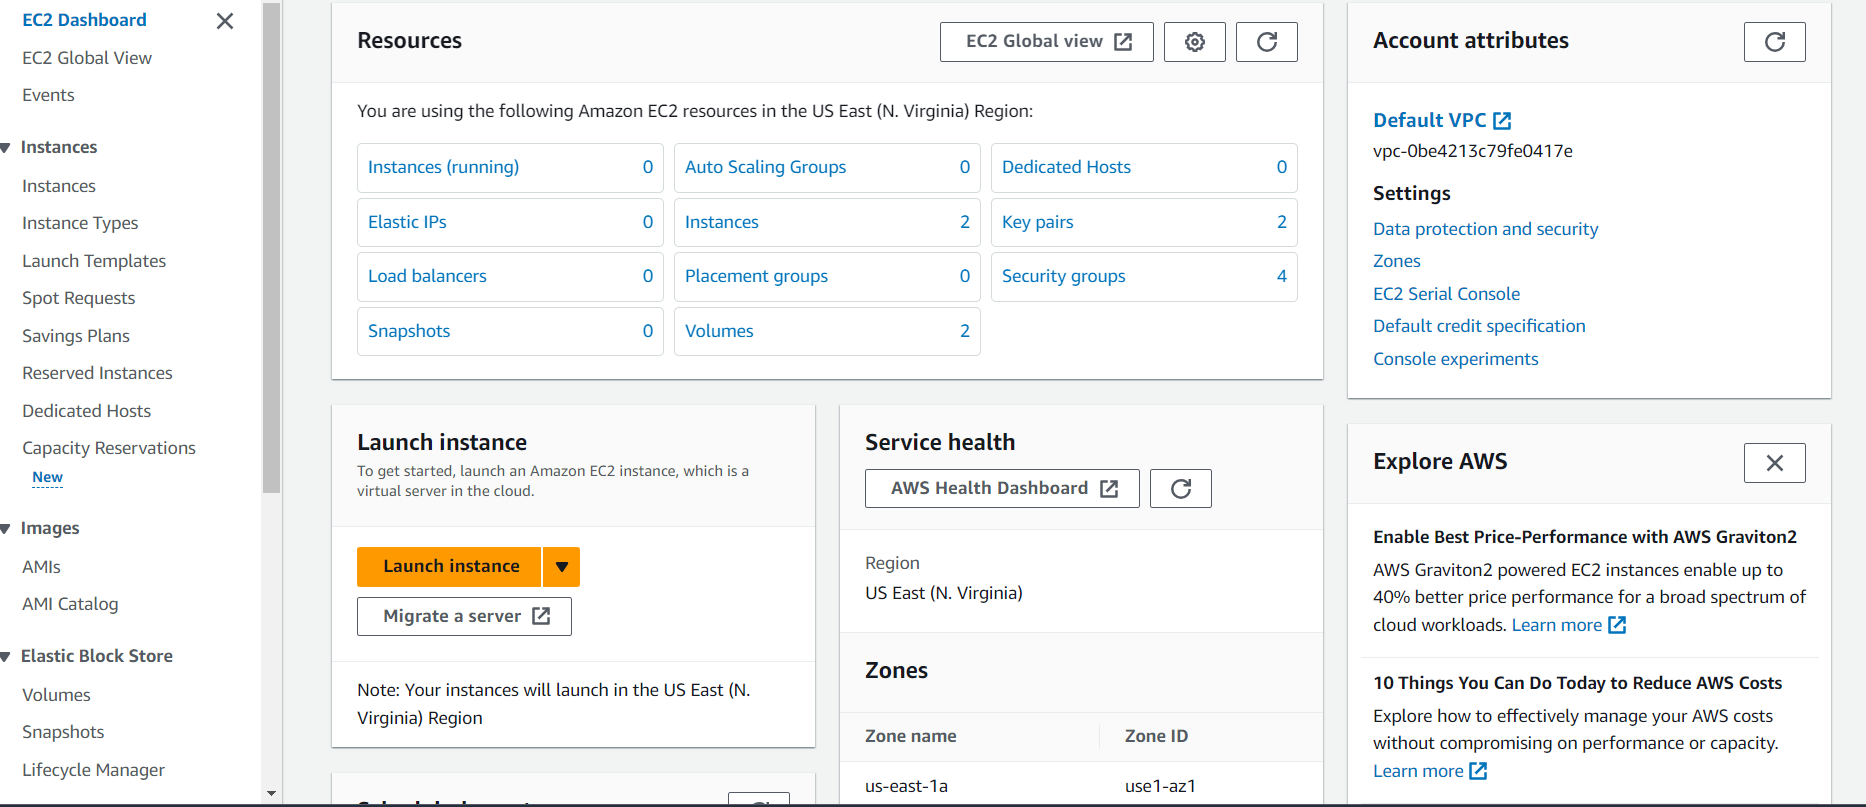 EC2 Dashboard
EC2 Global View
Events
Instances
Instances
Instance Types
Launch Templates
Spot Requests
Savings Plans
Reserved Instances
Dedicated Hosts
Capacity Reservations
New
Images
AMIs
AMI Catalog
Elastic Block Store
Volumes
Snapshots
Lifecycle Manager
Resources
EC2 Global view
You are using the following Amazon EC2 resources in the US East (N. Virginia) Region:
Instances (running) 0
Auto Scaling Groups 0
Dedicated Hosts 0
Elastic IPs 0
Instances 2
Key pairs 2
Load balancers 0
Placement groups 0
Security groups 4
Snapshots 0
Volumes 2
Launch instance
To get started, launch an Amazon EC2 instance, which is a
virtual server in the cloud.
Launch instance
Migrate a server
Note: Your instances will launch in the US East (N.
Virginia) Region
Service health
AWS Health Dashboard
Region
US East (N. Virginia)
Zones
Zone name Zone ID
us-east-1a use1-az1
Account attributes
Default VPC
vpc-0be4213c79fe0417e
Settings
Data protection and security
Zones
EC2 Serial Console
Default credit specification
Console experiments
Explore AWS
Enable Best Price-Performance with AWS Graviton2
AWS Graviton2 powered EC2 instances enable up to
40% better price performance for a broad spectrum of
cloud workloads. Learn more
10 Things You Can Do Today to Reduce AWS Costs
Explore how to effectively manage your AWS costs
without compromising on performance or capacity.
Learn more